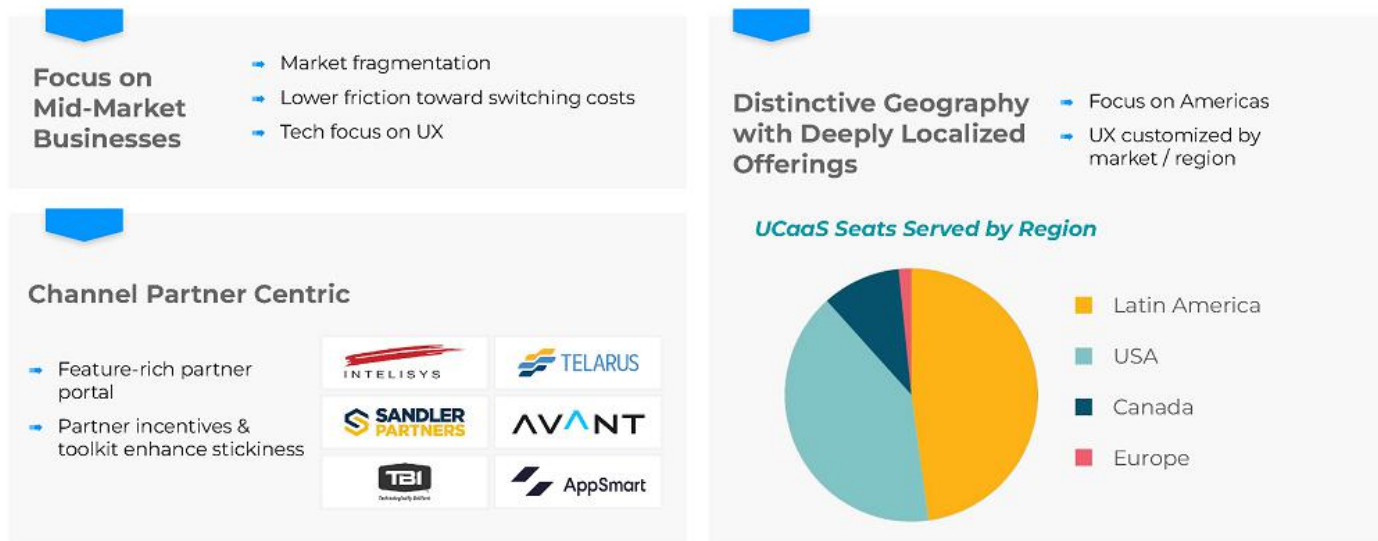 Focus on
Mid-Market
Businesses
Market fragmentation
Lower friction toward switching costs
Tech focus on UX
Channel Partner Centric
Feature-rich partner
portal
Partner incentives &
toolkit enhance stickiness
INTELISYS
TELARUS
SANDLER
PARTNERS
AVANT
TBI
Technologically Brilliant
AppSmart
Distinctive Geography
with Deeply Localized
Offerings
Focus on Americas
UX customized by
market / region
UCaaS Seats Served by Region
Latin America
USA
Canada
Europe